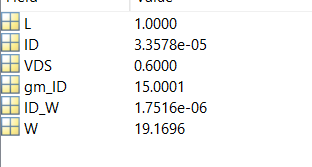 L 1.0000
ID 3.3578e-05
VDS 0.6000
gm_ID 15.0001
ID_W 1.7516e-06
W 19.1696